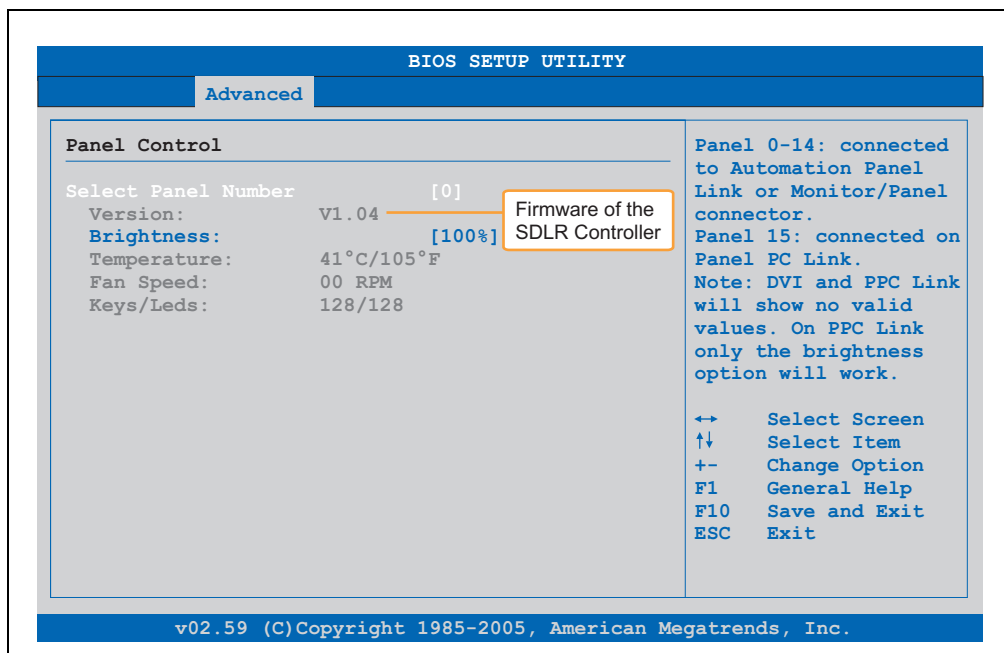 BIOS SETUP UTILITY
Advanced
Panel Control
Select Panel Number [0]
Version: V1.04
Firmware of the
SDLR Controller
Brightness: [100%]
Temperature: 41°C/105°F
Fan Speed: 00 RPM
Keys/Leds: 128/128
Panel 0-14: connected
to Automation Panel
Link or Monitor/Panel
connector.
Panel 15: connected on
Panel PC Link.
Note: DVI and PPC Link
will show no valid
values. On PPC Link
only the brightness
option will work.
↔ Select Screen
↑↓ Select Item
+- Change Option
F1 General Help
F10 Save and Exit
ESC Exit
v02.59 (C)Copyright 1985-2005, American Megatrends, Inc.